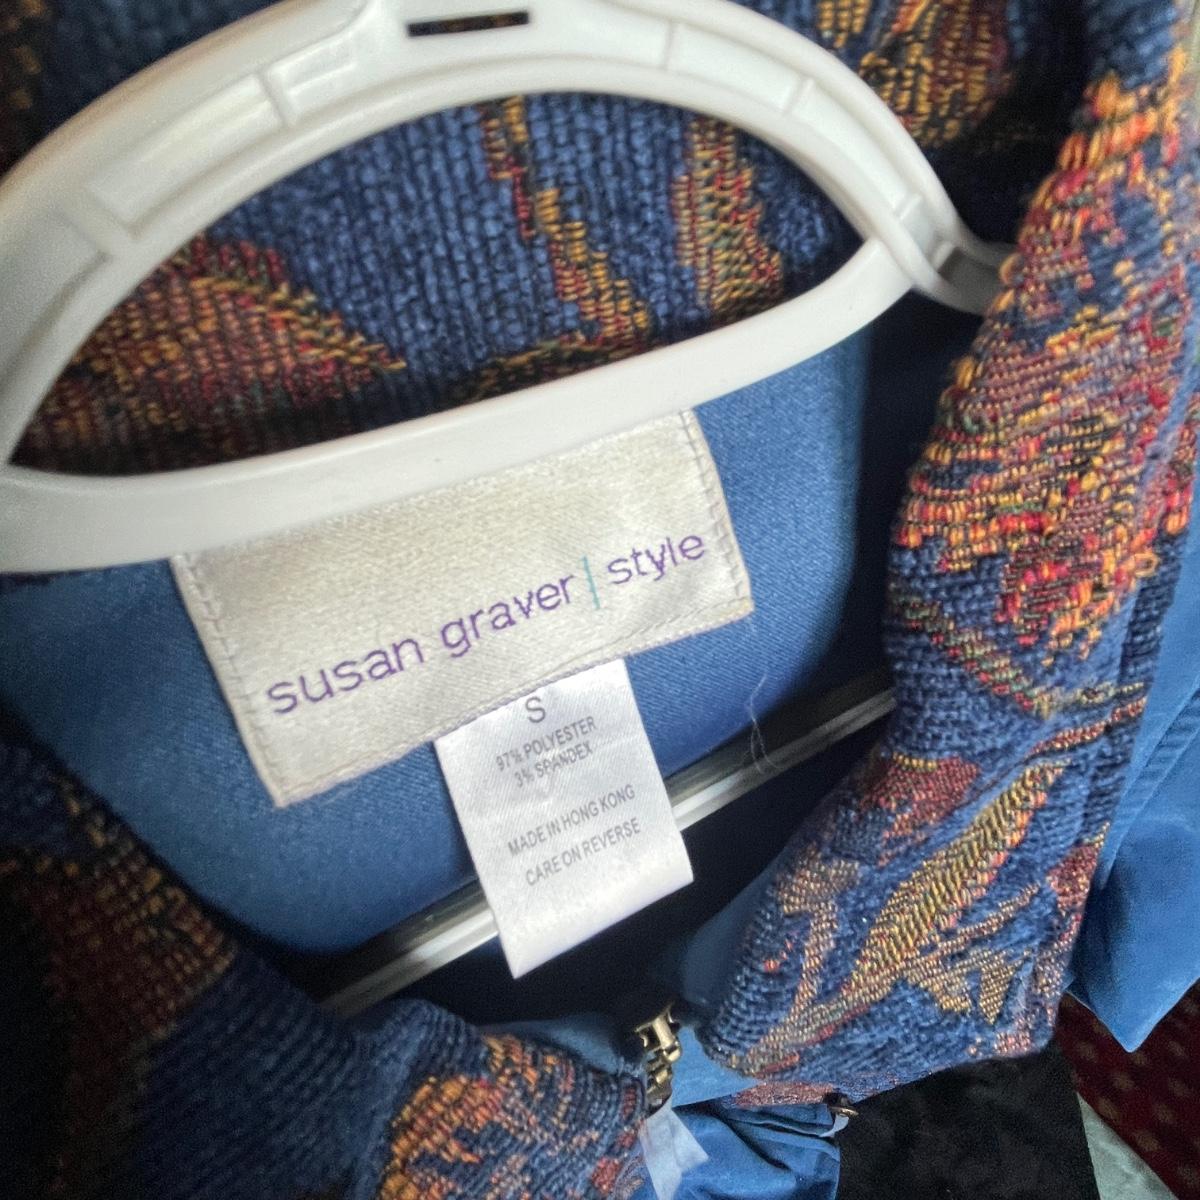 susan graver | style
S
97% POLYESTER
3% SPANDEX
MADE IN HONG KONG
CARE ON REVERSE